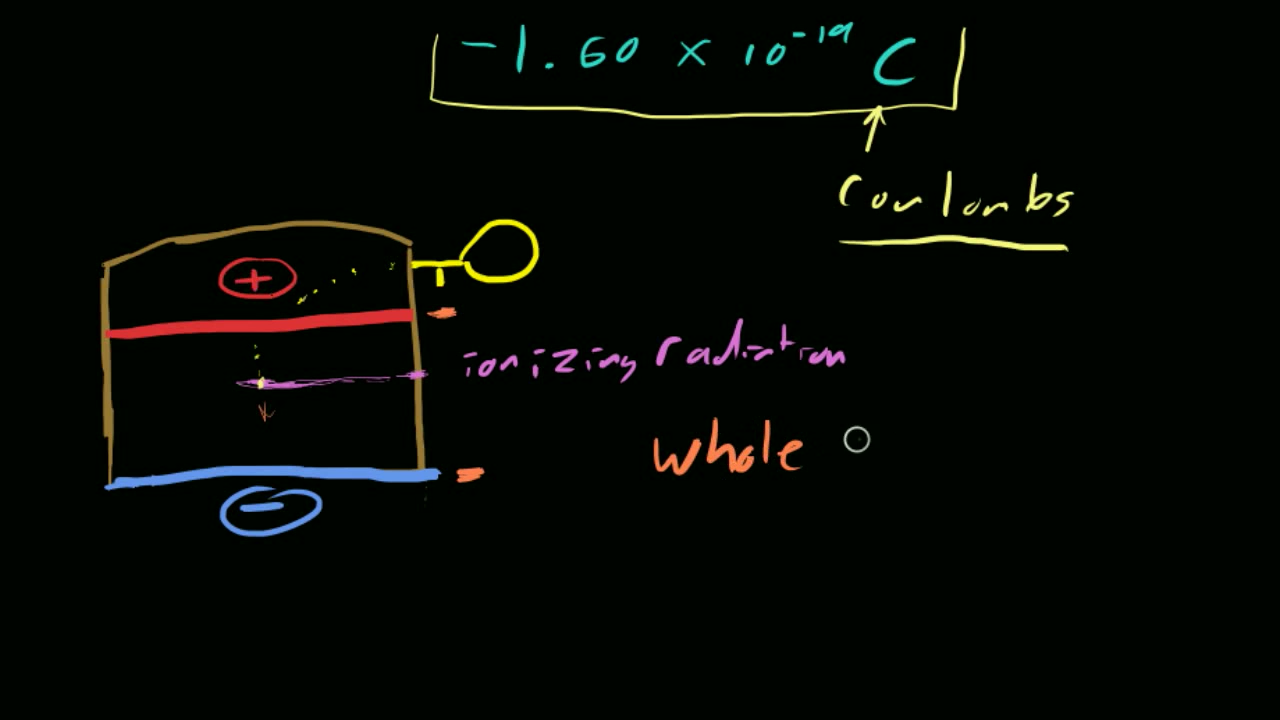 -1.60 x 10⁻¹⁹ C
Coulombs
+
ionizing radiation
whole
-